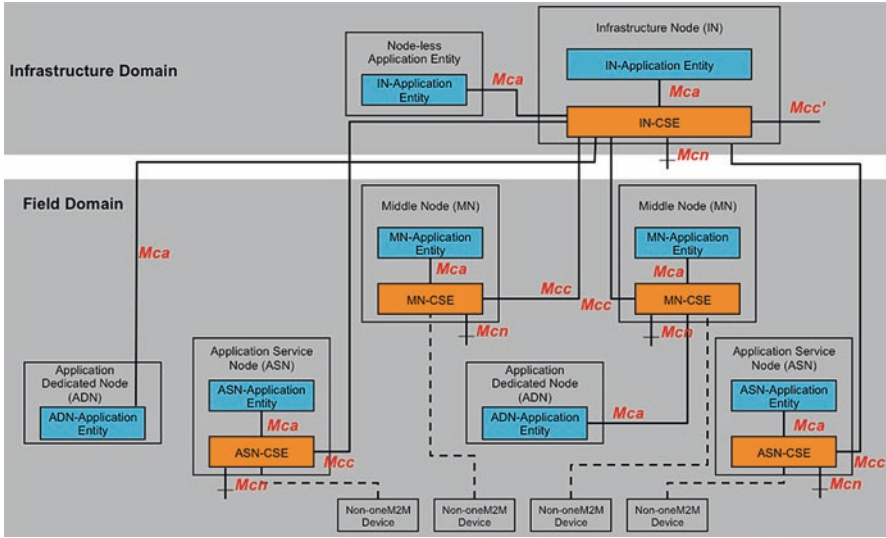 Infrastructure Domain
Node-less
Application Entity
IN-Application
Entity
Mca
Infrastructure Node (IN)
IN-Application Entity
Mca
IN-CSE
Mcc'
Mcn
Field Domain
Mca
Middle Node (MN)
MN-Application
Entity
Mca
MN-CSE
Mcc
Mcn
Middle Node (MN)
MN-Application
Entity
Mca
Mcc
MN-CSE
Mcn
Application
Dedicated Node
(ADN)
ADN-Application
Entity
Application Service
Node (ASN)
ASN-Application
Entity
Mca
ASN-CSE
Mcc
Mcn
Application
Dedicated Node
(ADN)
ADN-Application
Entity
Mca
Application Service
Node (ASN)
ASN-Application
Entity
Mca
ASN-CSE
Mcc
Mcn
Non-oneM2M
Device
Non-oneM2M
Device
Non-oneM2M
Device
Non-oneM2M
Device